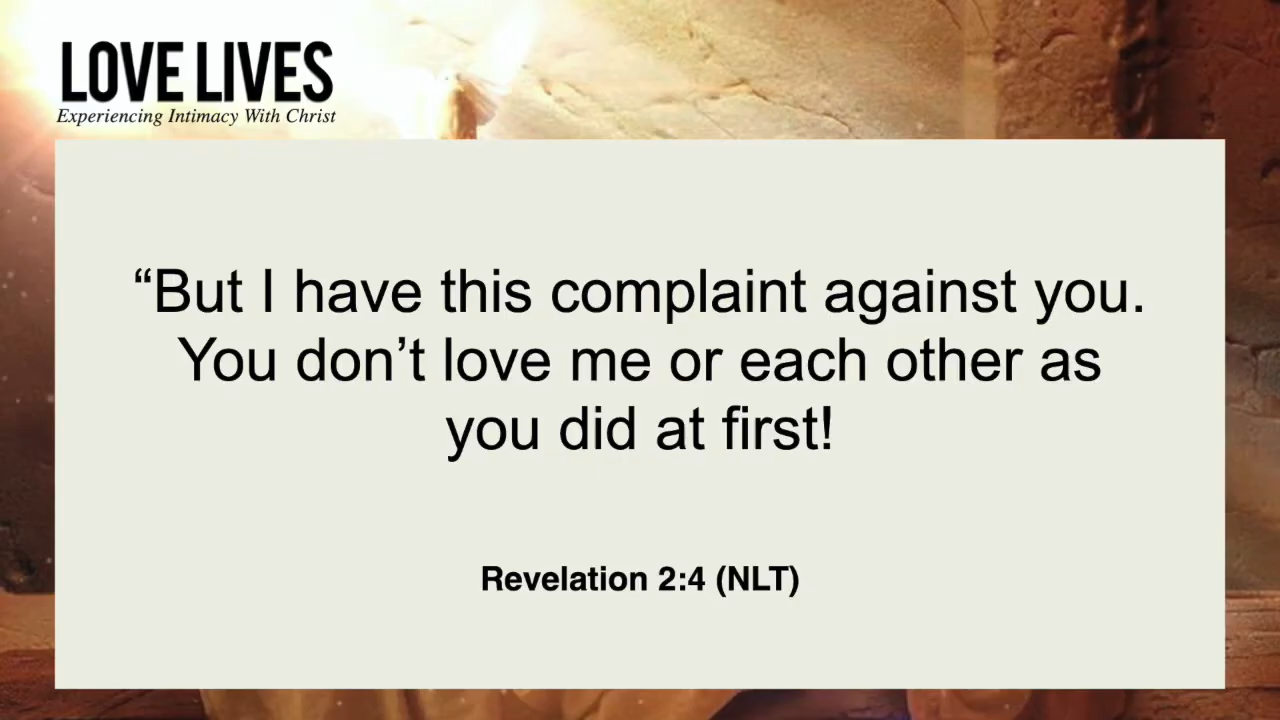 LOVE LIVES
Experiencing Intimacy With Christ
“But I have this complaint against you.
You don’t love me or each other as
you did at first!
Revelation 2:4 (NLT)